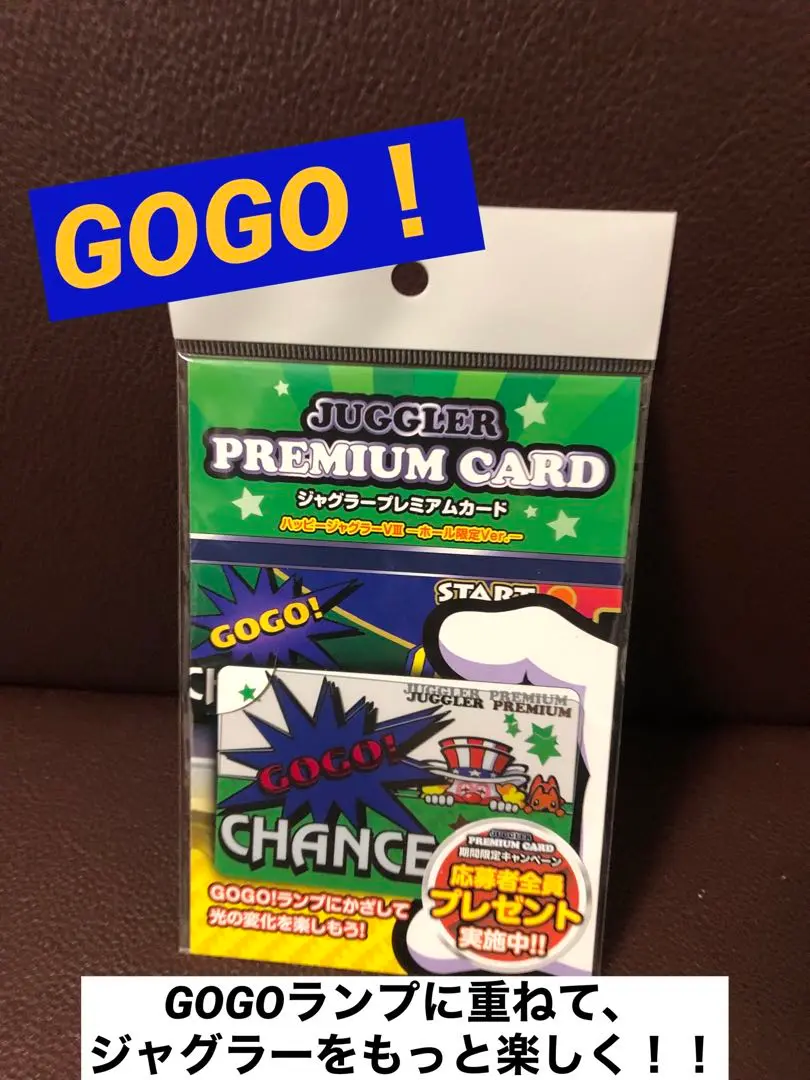 GOGO！
JUGGLER
PREMIUM CARD
ジャグラープレミアムカード
ハッピージャグラーVⅢ ーホール限定Ver.ー
START
GOGO!
CH
JUGGLER PREMIUM
JUGGLER PREMIUM
GOGO!
CHANCE
JUGGLER
PREMIUM CARD
期間限定キャンペーン
応募者全員
プレゼント
実施中!!
GOGO!ランプにかざして
光の変化を楽しもう!
GOGOランプに重ねて、
ジャグラーをもっと楽しく！！